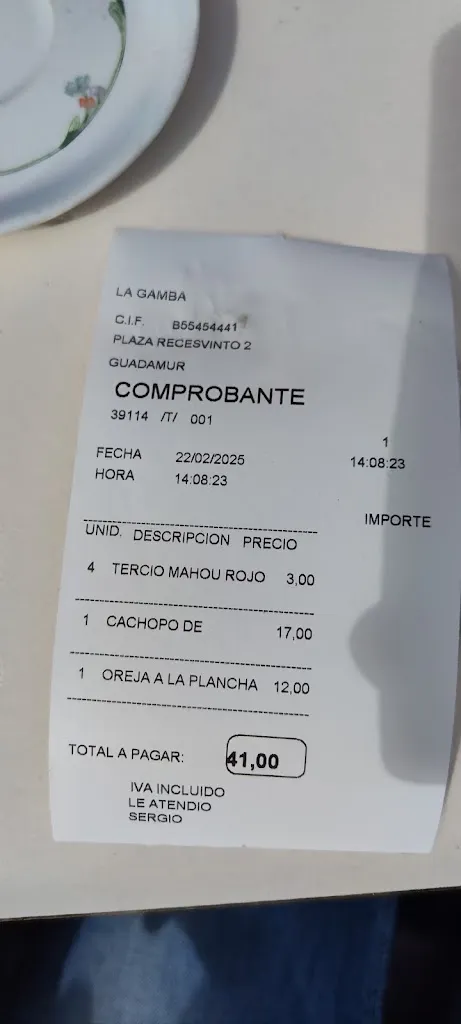 LA GAMBA
C.I.F. B55454441
PLAZA RECESVINTO 2
GUADAMUR
COMPROBANTE
39114 /T/ 001
1
FECHA 22/02/2025 14:08:23
HORA 14:08:23
IMPORTE
UNID. DESCRIPCION PRECIO
4 TERCIO MAHOU ROJO 3,00
1 CACHOPO DE 17,00
1 OREJA A LA PLANCHA 12,00
TOTAL A PAGAR: 41,00
IVA INCLUIDO
LE ATENDIO
SERGIO